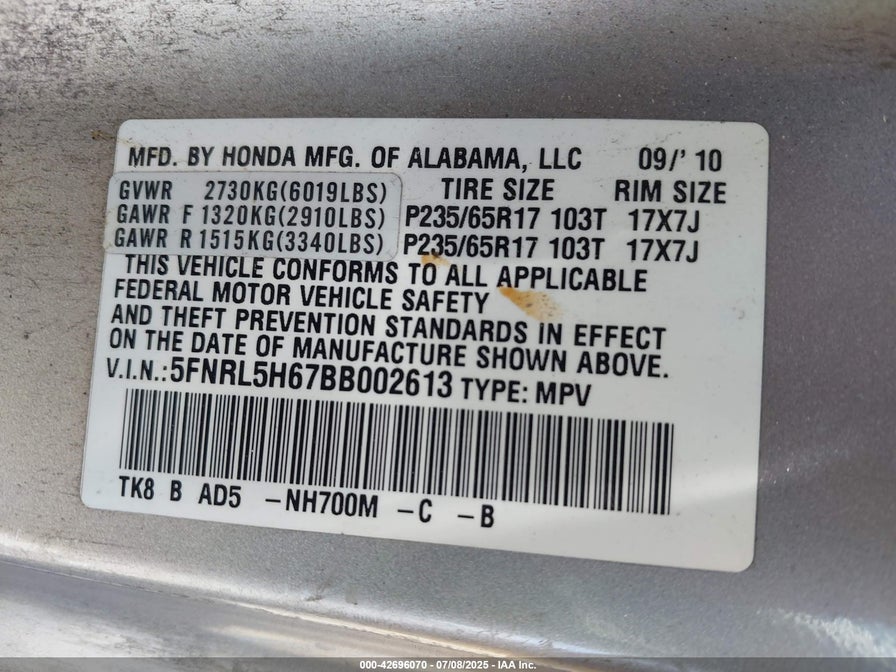 MFD. BY HONDA MFG. OF ALABAMA, LLC 09/' 10
GVWR 2730KG(6019LBS) TIRE SIZE RIM SIZE
GAWR F 1320KG(2910LBS) P235/65R17 103T 17X7J
GAWR R 1515KG(3340LBS) P235/65R17 103T 17X7J
THIS VEHICLE CONFORMS TO ALL APPLICABLE
FEDERAL MOTOR VEHICLE SAFETY
AND THEFT PREVENTION STANDARDS IN EFFECT
ON THE DATE OF MANUFACTURE SHOWN ABOVE.
V.I.N.: 5FNRL5H67BB002613 TYPE: MPV
TK8 B AD5 -NH700M -C -B
000-42696070 - 07/08/2025 - IAA Inc.